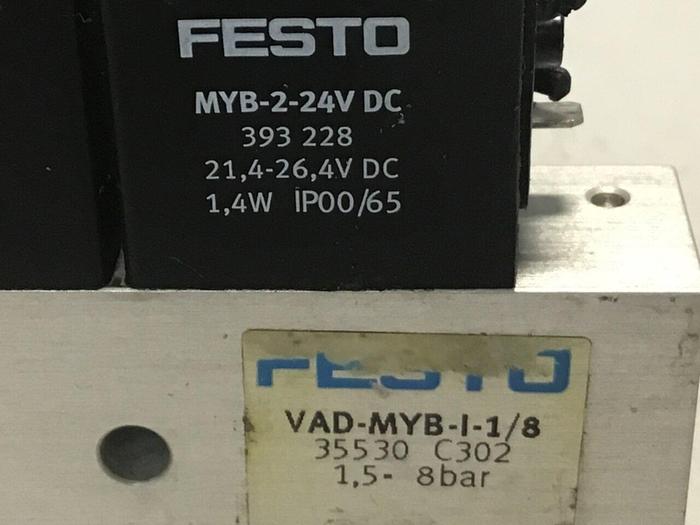 FESTO
MYB-2-24V DC
393 228
21,4-26,4V DC
1,4W IP00/65
FESTO
VAD-MYB-I-1/8
35530 C302
1,5- 8bar